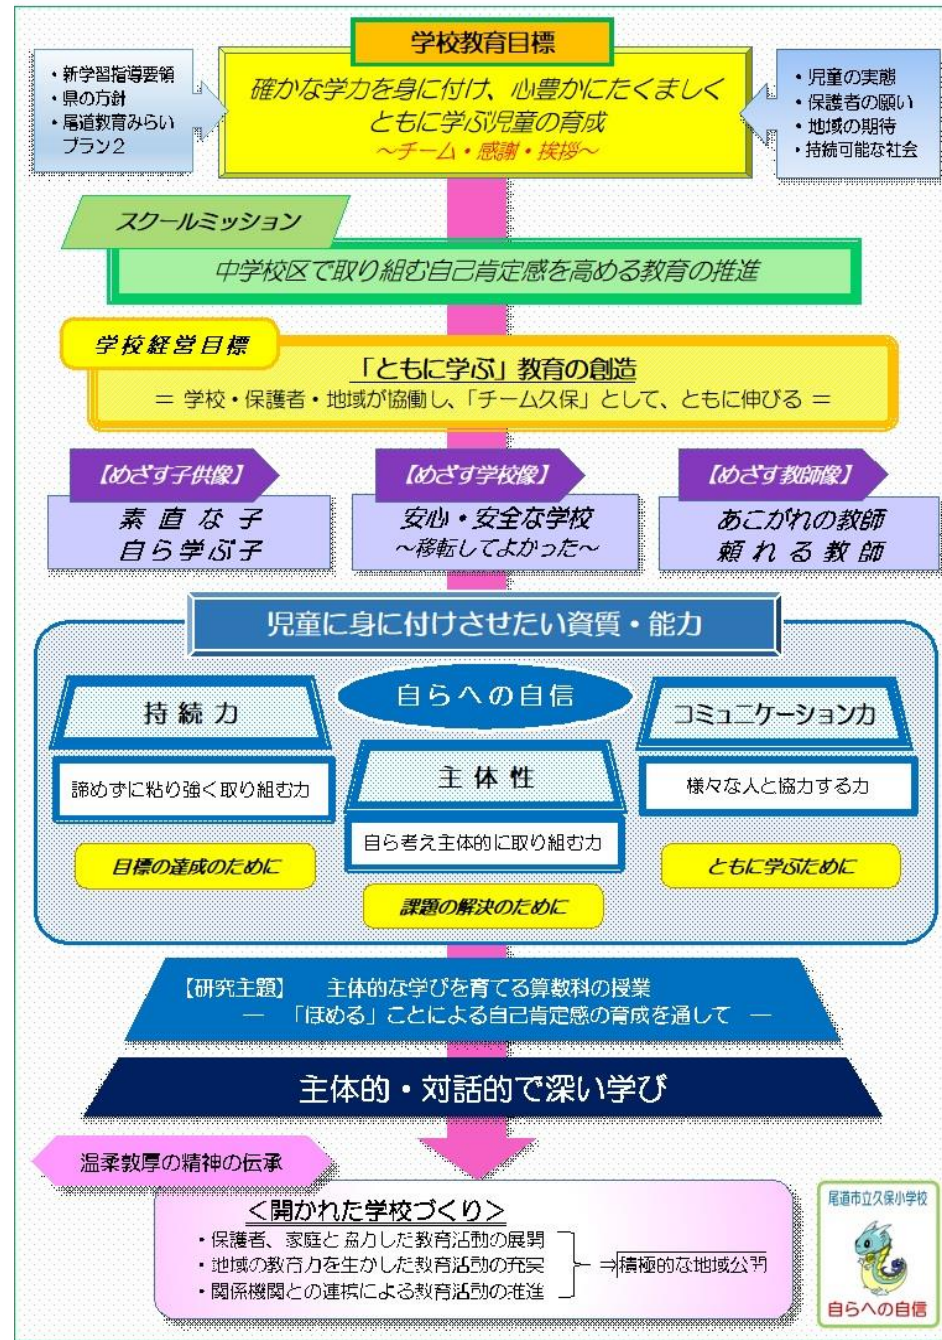 学校教育目標
・新学習指導要領
・県の方針
・尾道教育みらい
プラン2
確かな学力を身に付け、心豊かにたくましく
ともに学ぶ児童の育成
～チーム・感謝・挨拶～
・児童の実態
・保護者の願い
・地域の期待
・持続可能な社会
スクールミッション
中学校区で取り組む自己肯定感を高める教育の推進
学校経営目標
「ともに学ぶ」教育の創造
＝ 学校・保護者・地域が協働し、「チーム久保」として、ともに伸びる ＝
【めざす子供像】
素直な子
自ら学ぶ子
【めざす学校像】
安心・安全な学校
～移転してよかった～
【めざす教師像】
あこがれの教師
頼れる教師
児童に身に付けさせたい資質・能力
自らへの自信
持続力
諦めずに粘り強く取り組む力
目標の達成のために
主体性
自ら考え主体的に取り組む力
課題の解決のために
コミュニケーション力
様々な人と協力する力
ともに学ぶために
【研究主題】 主体的な学びを育てる算数科の授業
― 「ほめる」ことによる自己肯定感の育成を通して ―
主体的・対話的で深い学び
温柔敦厚の精神の伝承
＜開かれた学校づくり＞
・保護者、家庭と協力した教育活動の展開
・地域の教育力を生かした教育活動の充実
・関係機関との連携による教育活動の推進
⇒積極的な地域公開
尾道市立久保小学校
自らへの自信